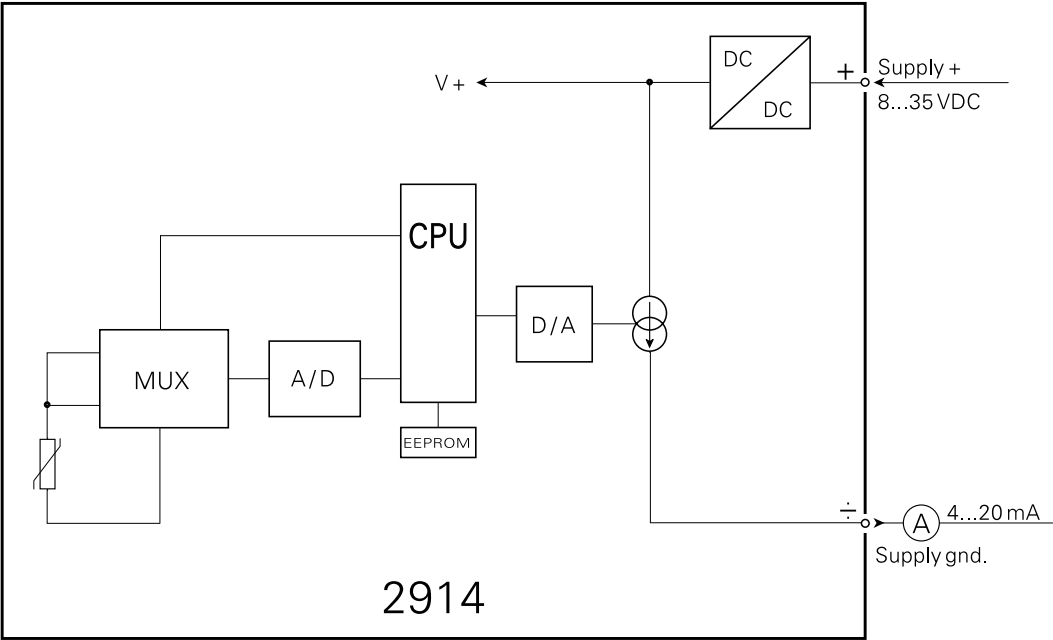 DC
DC
V +
+
Supply +
8...35 VDC
CPU
D/A
MUX
A/D
EEPROM
÷
A
4...20 mA
Supply gnd.
2914